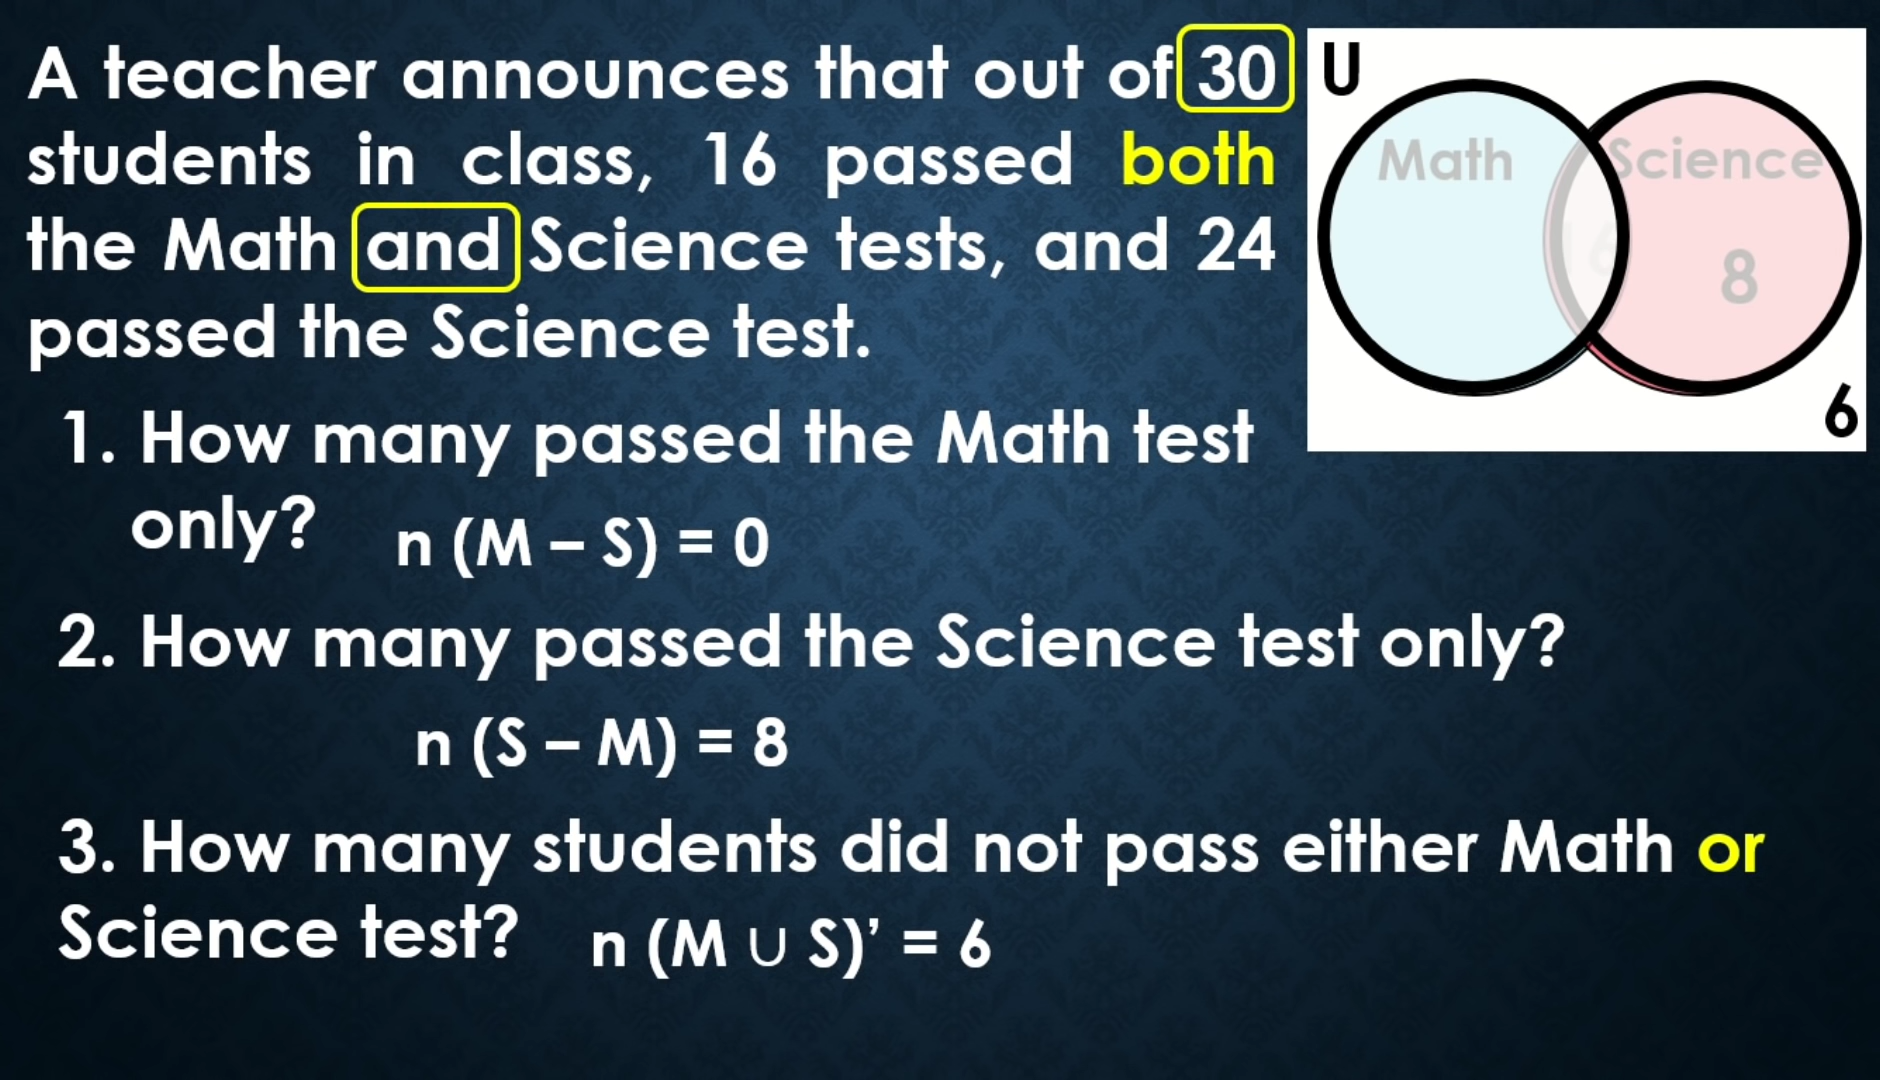 A teacher announces that out of 30
students in class, 16 passed both
the Math and Science tests, and 24
passed the Science test.
U
Math
Science
16
8
6
1. How many passed the Math test
only?
n (M – S) = 0
2. How many passed the Science test only?
n (S – M) = 8
3. How many students did not pass either Math or
Science test?
n (M ∪ S)’ = 6